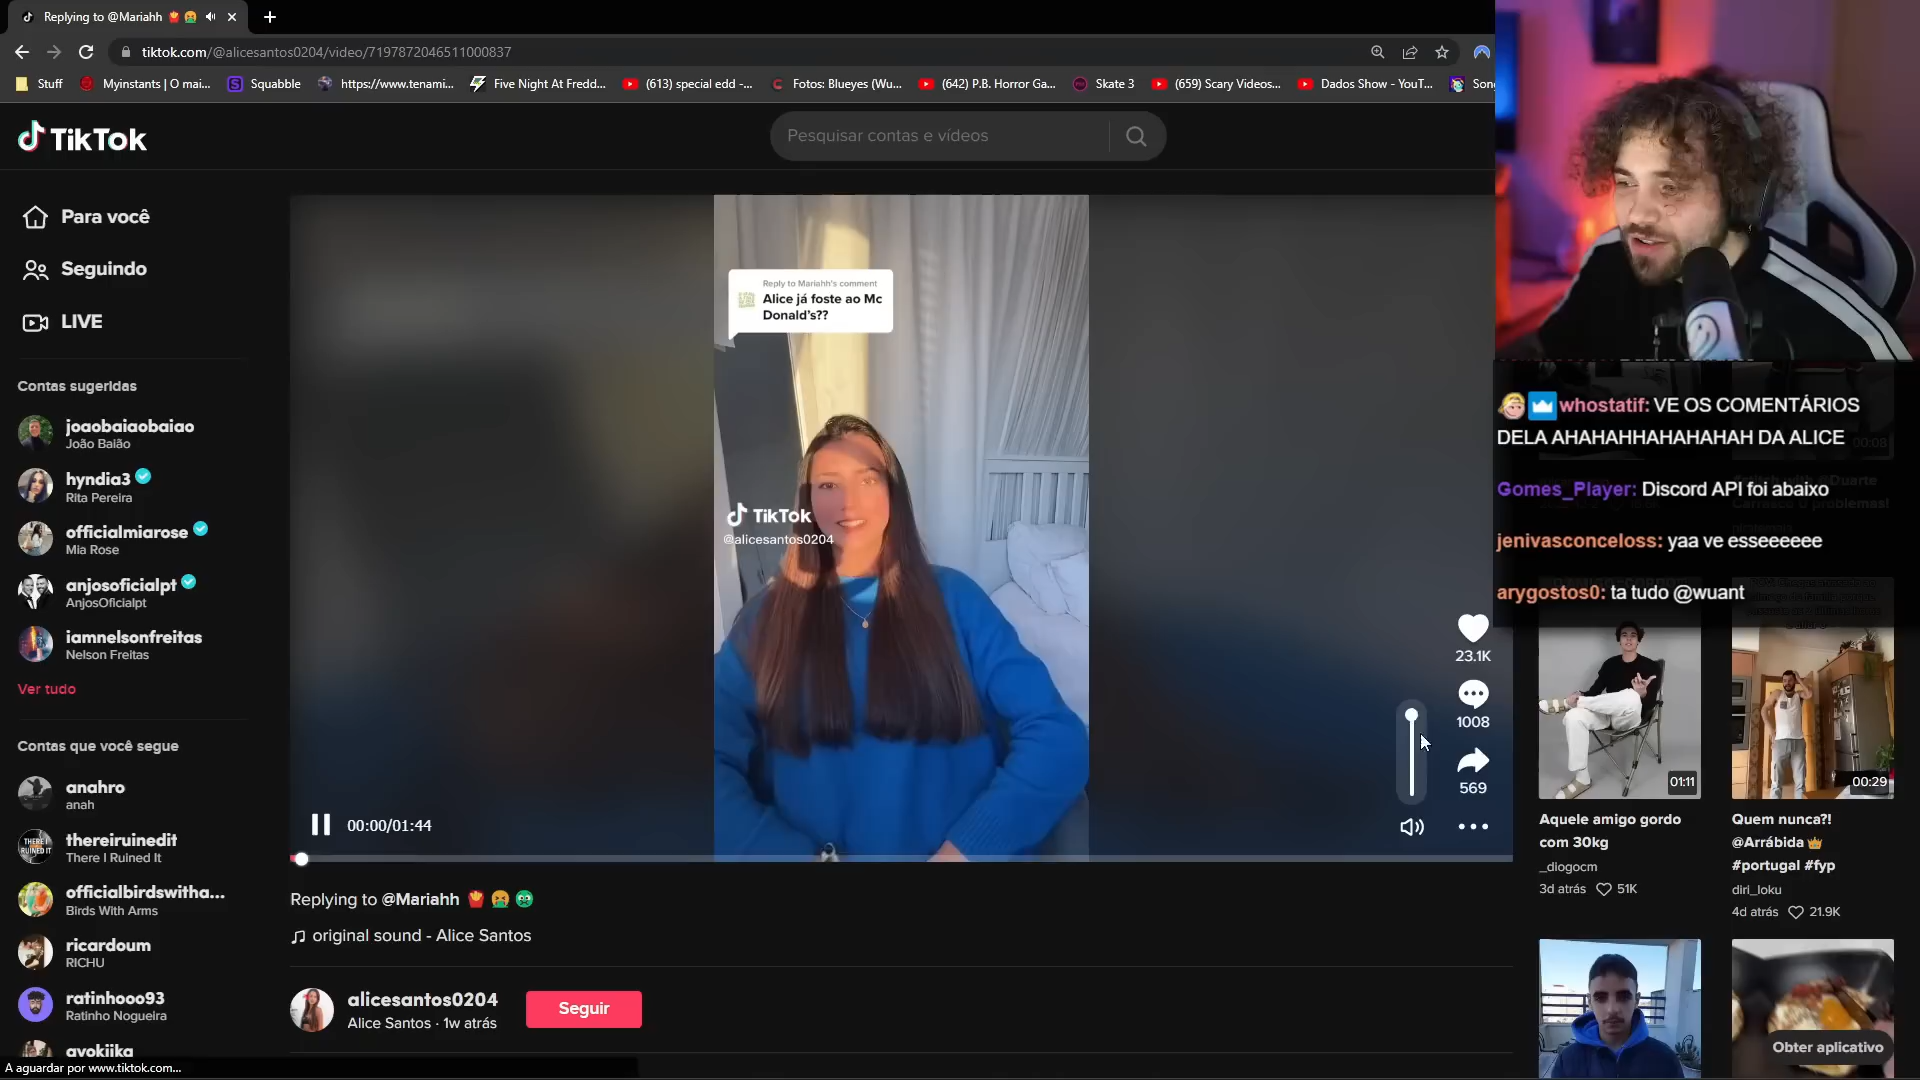 Replying to @Mariahh
tiktok.com/@alicesantos0204/video/7197872046511000837
Stuff
Myinstants | O mai...
Squabble
https://www.tenami...
Five Night At Fredd...
(613) special edd -...
Fotos: Blueyes (Wu...
(642) P.B. Horror Ga...
Skate 3
(659) Scary Videos...
Dados Show - YouT...
Song
TikTok
Pesquisar contas e vídeos
Para você
Seguindo
LIVE
Contas sugeridas
joaobaiaobaiao
João Baião
hyndia3
Rita Pereira
officialmiarose
Mia Rose
anjosoficialpt
AnjosOficialpt
iamnelsonfreitas
Nelson Freitas
Ver tudo
Contas que você segue
anahro
anah
thereiruinedit
There I Ruined It
officialbirdswitha...
Birds With Arms
ricardoum
RICHU
ratinhooo93
Ratinho Nogueira
avokiika
A aguardar por www.tiktok.com...
Reply to Mariahh's comment
Alice já foste ao Mc
Donald's??
TikTok
@alicesantos0204
23.1K
1008
569
00:00/01:44
Replying to @Mariahh
original sound - Alice Santos
alicesantos0204
Alice Santos · 1w atrás
Seguir
whostatif: VE OS COMENTÁRIOS
DELA AHAHAHHAHAHAHAH DA ALICE
00:08
Gomes_Player: Discord API foi abaixo
jenivasconceloss: yaa ve esseeeeee
arygostos0: ta tudo @wuant
01:11
Aquele amigo gordo
com 30kg
_diogocm
3d atrás 51K
00:29
Quem nunca?!
@Arrábida
#portugal #fyp
diri_loku
4d atrás 21.9K
Obter aplicativo